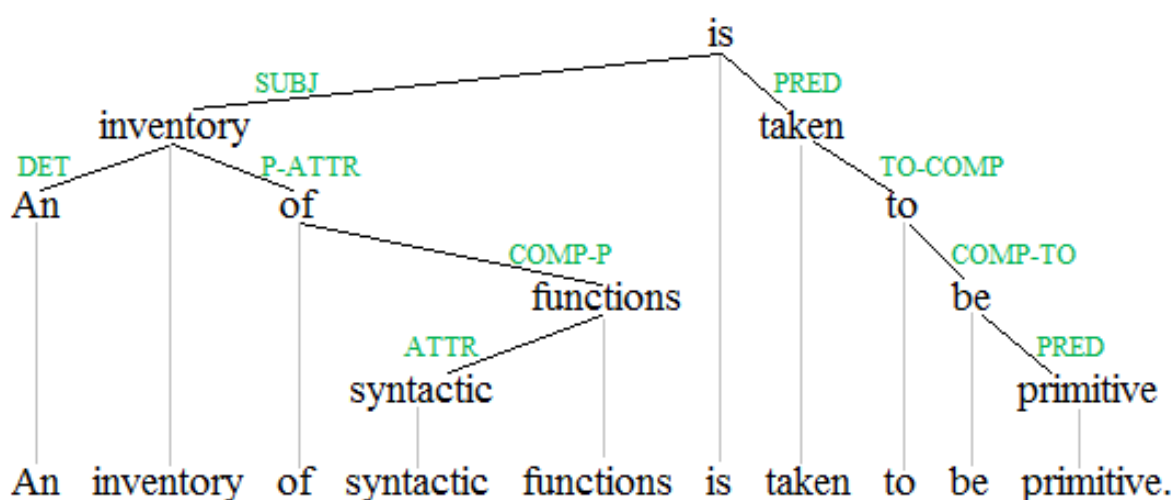 is
SUBJ PRED
inventory taken
DET P-ATTR TO-COMP
An of to
COMP-P COMP-TO
functions be
ATTR PRED
syntactic primitive
An inventory of syntactic functions is taken to be primitive.